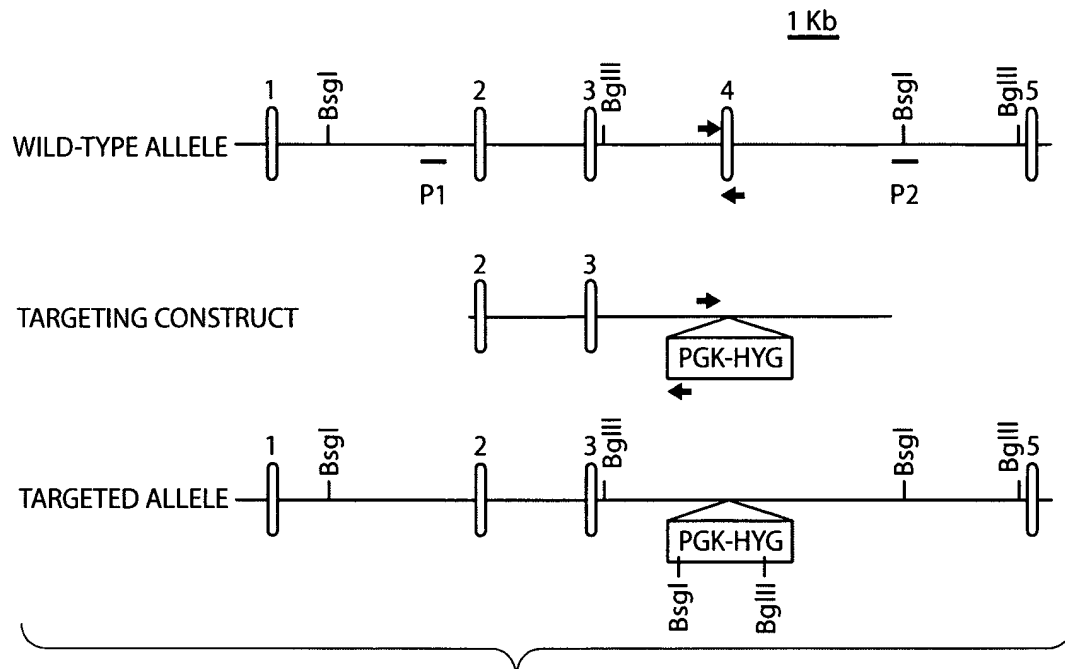 1 Kb
1 BsgI 2 3 BglII 4 BsgI BglII 5
WILD-TYPE ALLELE
P1 P2
2 3
TARGETING CONSTRUCT
PGK-HYG
1 BsgI 2 3 BglII BsgI BglII 5
TARGETED ALLELE
PGK-HYG
BsgI BglII